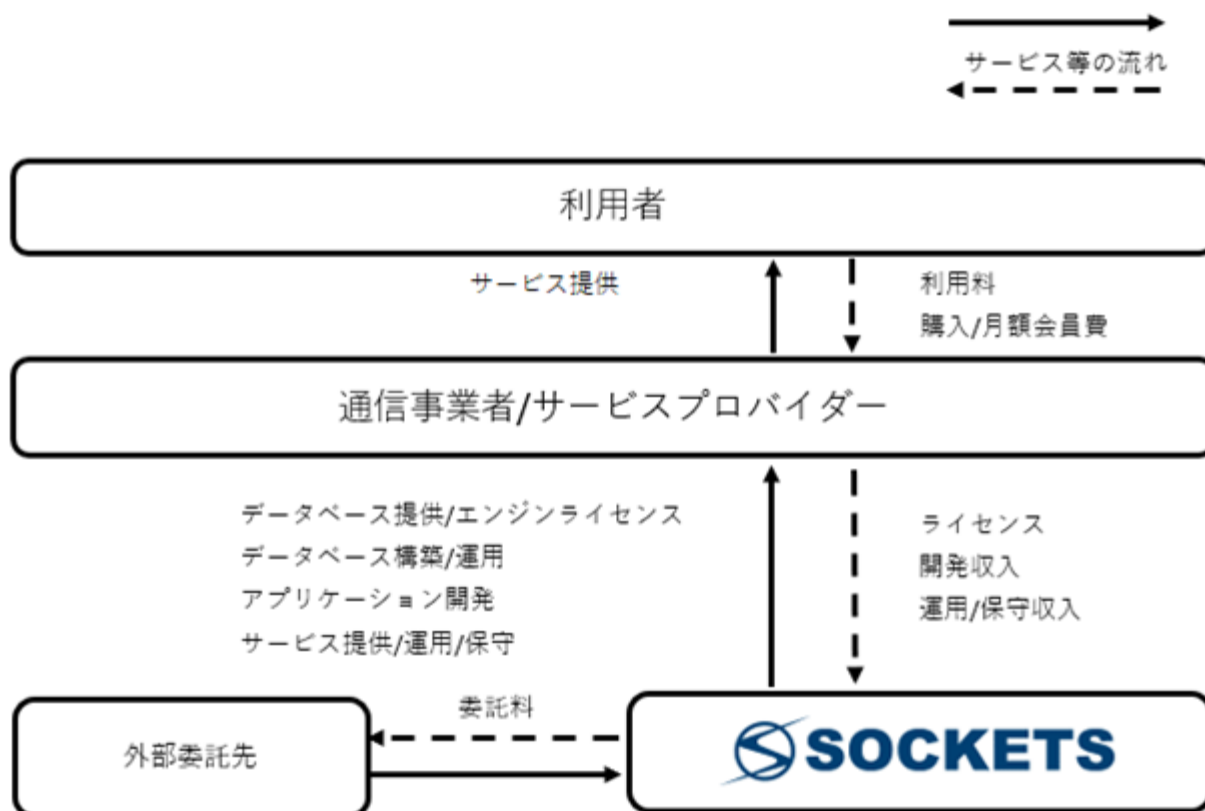 サービス等の流れ
利用者
サービス提供
利用料
購入/月額会員費
通信事業者/サービスプロバイダー
データベース提供/エンジンライセンス
データベース構築/運用
アプリケーション開発
サービス提供/運用/保守
ライセンス
開発収入
運用/保守収入
外部委託先
委託料
SOCKETS